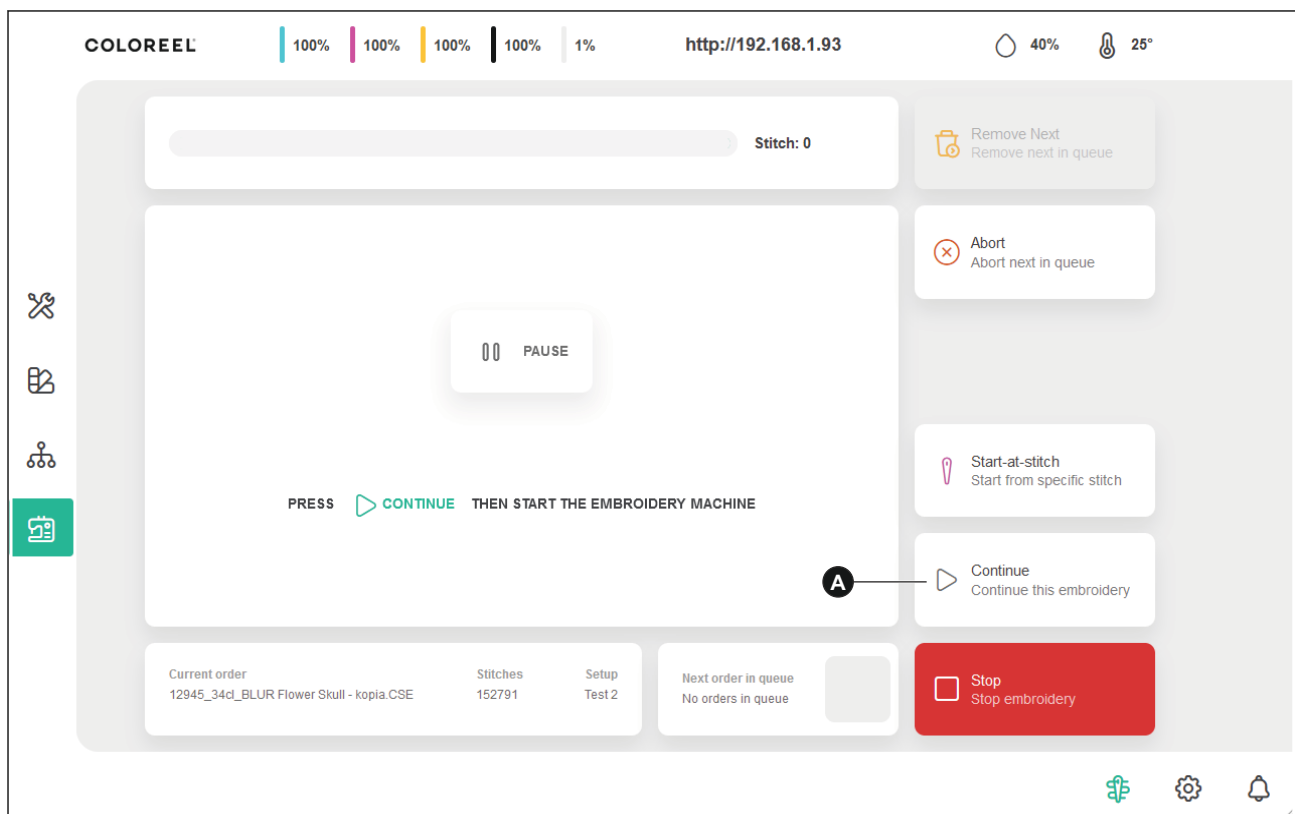 COLOREEL 100% 100% 100% 100% 1% http://192.168.1.93 40% 25°
Stitch: 0
Remove Next
Remove next in queue
Abort
Abort next in queue
PAUSE
PRESS CONTINUE THEN START THE EMBROIDERY MACHINE
Start-at-stitch
Start from specific stitch
A
Continue
Continue this embroidery
Current order Stitches Setup
12945_34cl_BLUR Flower Skull - kopia.CSE 152791 Test 2
Next order in queue
No orders in queue
Stop
Stop embroidery